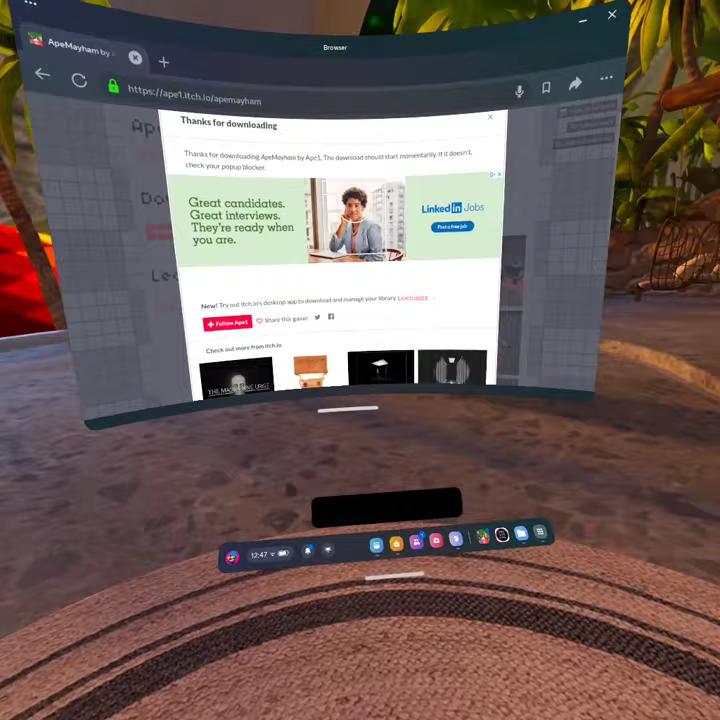 Browser
ApeMayham by
https://ape1.itch.io/apemayham
Thanks for downloading
Thanks for downloading ApeMayham by Ape1. The download should start momentarily. If it doesn't,
check your popup blocker.
Great candidates.
Great interviews.
They're ready when
you are.
Linked in Jobs
Post a free job
New! Try out itch.io's desktop app to download and manage your library. Learn more
Follow Ape1
Share this game:
Check out more from itch.io
12:47